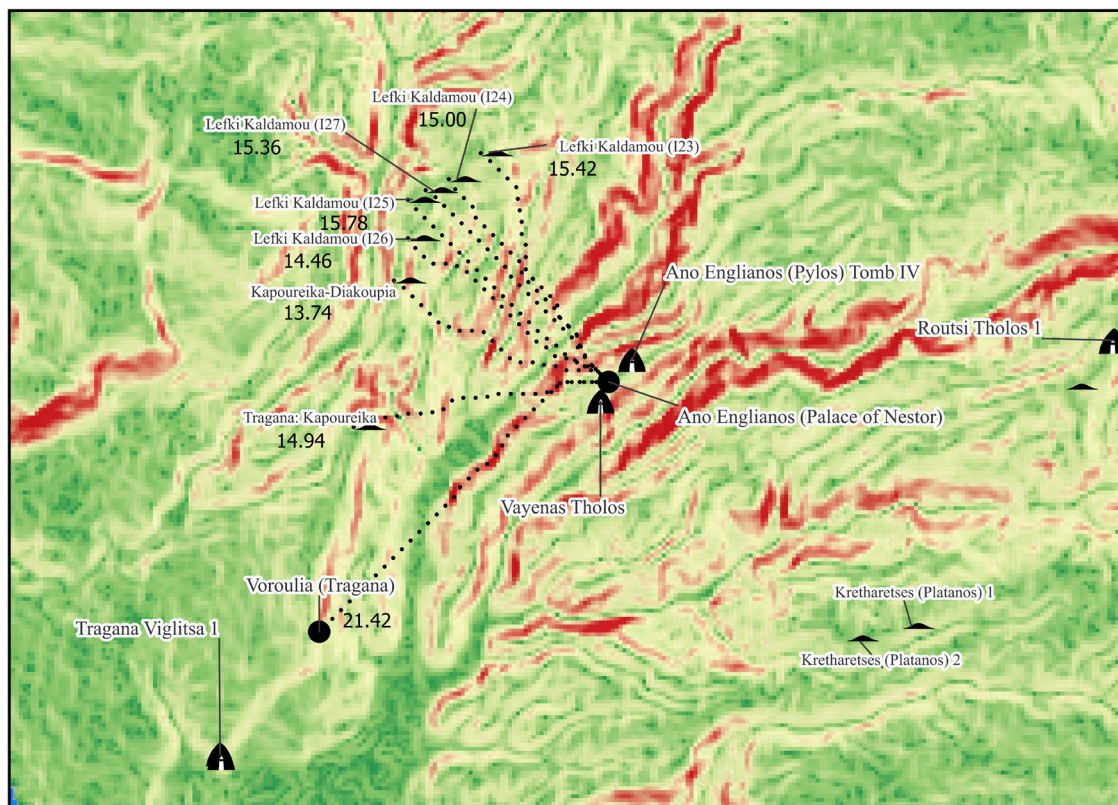 Lefki Kaldamou (I24)
15.00
Lefki Kaldamou (I27)
15.36
Lefki Kaldamou (I23)
15.42
Lefki Kaldamou (I25)
15.78
Lefki Kaldamou (I26)
14.46
Ano Englianos (Pylos) Tomb IV
Kapoureika-Diakoupia
13.74
Routsi Tholos 1
Tragana: Kapoureika
14.94
Ano Englianos (Palace of Nestor)
Vayenas Tholos
Voroulia (Tragana)
21.42
Kretharetses (Platanos) 1
Tragana Viglitsa 1
Kretharetses (Platanos) 2